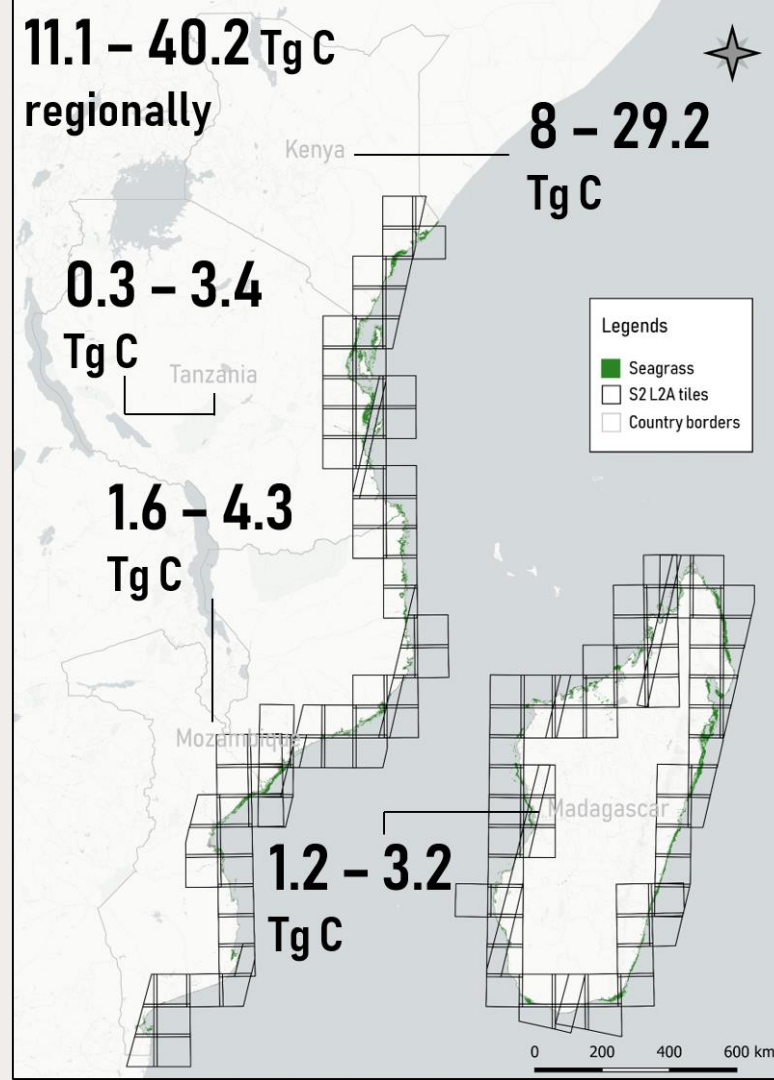 11.1 – 40.2 Tg C
regionally
Kenya
8 – 29.2
Tg C
0.3 – 3.4
Tg C
Tanzania
Legends
Seagrass
S2 L2A tiles
Country borders
1.6 – 4.3
Tg C
Mozambique
Madagascar
1.2 – 3.2
Tg C
0 200 400 600 km